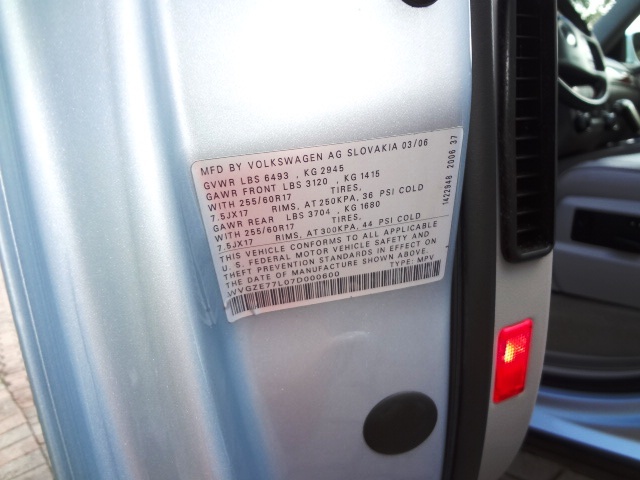 MFD BY VOLKSWAGEN AG SLOVAKIA 03/06
GVWR LBS 6493 , KG 2945
GAWR FRONT LBS 3120 , KG 1415
WITH 255/60R17 TIRES,
7.5JX17 RIMS, AT 250KPA, 36 PSI COLD
GAWR REAR LBS 3704 , KG 1680
WITH 255/60R17 TIRES,
7.5JX17 RIMS, AT 300KPA, 44 PSI COLD
THIS VEHICLE CONFORMS TO ALL APPLICABLE
U. S. FEDERAL MOTOR VEHICLE SAFETY AND
THEFT PREVENTION STANDARDS IN EFFECT ON
THE DATE OF MANUFACTURE SHOWN ABOVE.
TYPE: MPV
WVGZE77L07D000600
1422948 2006 37